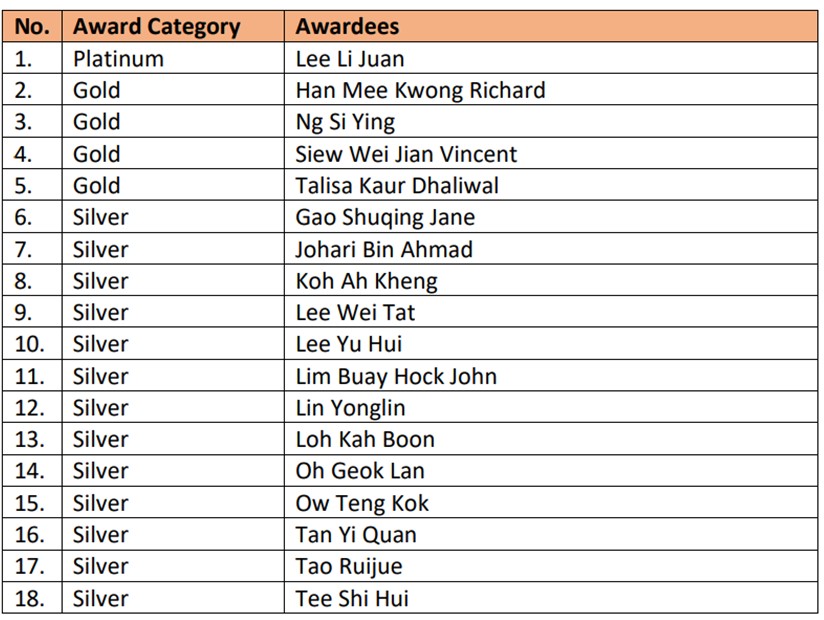 No. Award Category Awardees
1. Platinum Lee Li Juan
2. Gold Han Mee Kwong Richard
3. Gold Ng Si Ying
4. Gold Siew Wei Jian Vincent
5. Gold Talisa Kaur Dhaliwal
6. Silver Gao Shuqing Jane
7. Silver Johari Bin Ahmad
8. Silver Koh Ah Kheng
9. Silver Lee Wei Tat
10. Silver Lee Yu Hui
11. Silver Lim Buay Hock John
12. Silver Lin Yonglin
13. Silver Loh Kah Boon
14. Silver Oh Geok Lan
15. Silver Ow Teng Kok
16. Silver Tan Yi Quan
17. Silver Tao Ruijue
18. Silver Tee Shi Hui